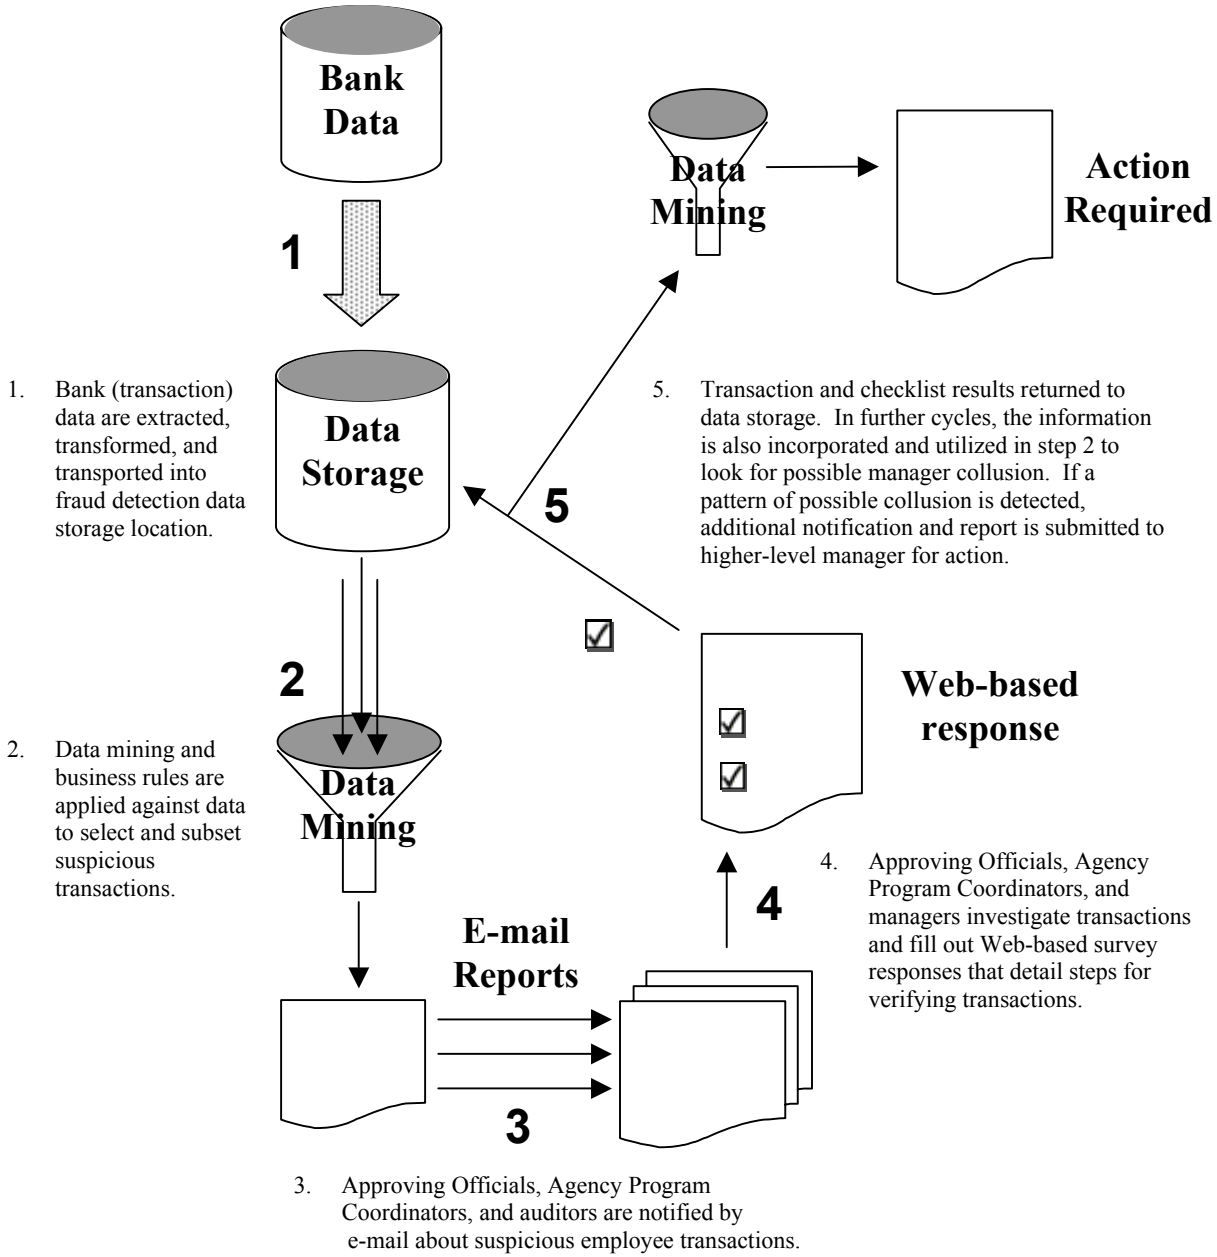 Bank
Data
1
Data
Mining
Action
Required
1. Bank (transaction)
data are extracted,
transformed, and
transported into
fraud detection data
storage location.
Data
Storage
5
5. Transaction and checklist results returned to
data storage.  In further cycles, the information
is also incorporated and utilized in step 2 to
look for possible manager collusion.  If a
pattern of possible collusion is detected,
additional notification and report is submitted to
higher-level manager for action.
2
2. Data mining and
business rules are
applied against data
to select and subset
suspicious
transactions.
Data
Mining
Web-based
response
4
4. Approving Officials, Agency
Program Coordinators, and
managers investigate transactions
and fill out Web-based survey
responses that detail steps for
verifying transactions.
E-mail
Reports
3
3. Approving Officials, Agency Program
Coordinators, and auditors are notified by
e-mail about suspicious employee transactions.